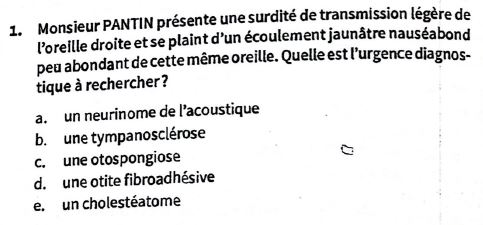 1. Monsieur PANTIN présente une surdité de transmission légère de
l'oreille droite et se plaint d'un écoulement jaunâtre nauséabond
peu abondant de cette même oreille. Quelle est l'urgence diagnos-
tique à rechercher?
a. un neurinome de l'acoustique
b. une tympanosclérose
c. une otospongiose
d. une otite fibroadhésive
e. un cholestéatome